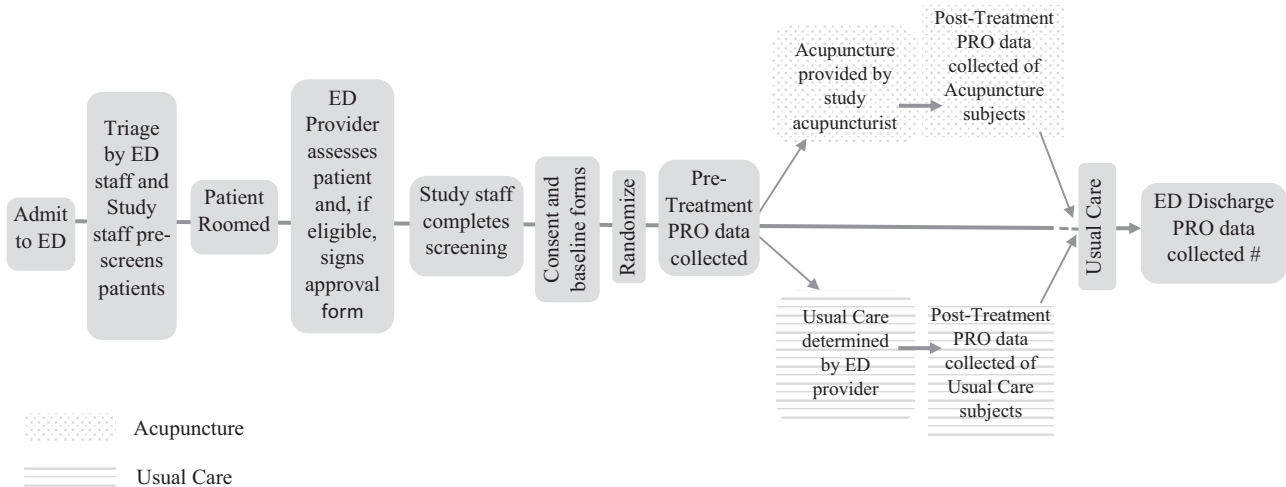 Admit
to ED
Triage
by ED
staff and
Study
staff pre-
screens
patients
Patient
Roomed
ED
Provider
assesses
patient
and, if
eligible,
signs
approval
form
Study staff
completes
screening
Consent and
baseline forms
Randomize
Pre-
Treatment
PRO data
collected
Acupuncture
provided by
study
acupuncturist
Post-Treatment
PRO data
collected of
Acupuncture
subjects
Usual Care
determined
by ED
provider
Post-Treatment
PRO data
collected of
Usual Care
subjects
Usual Care
ED Discharge
PRO data
collected #
Acupuncture
Usual Care